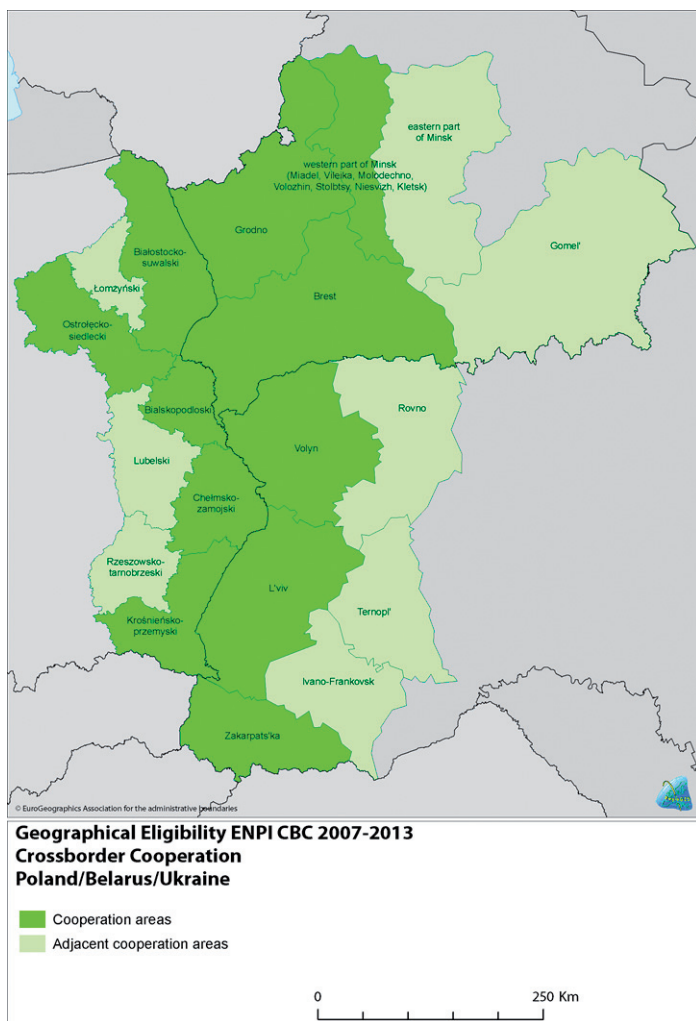 eastern part
of Minsk
western part of Minsk
(Miadel, Vilejka, Molodechno,
Volozhin, Stolbtsy, Niesvizh, Kletsk)
Grodno
Gomel'
Białostocko-
suwalski
Łomżyński
Brest
Ostrołęcko-
siedlecki
Bialskopodloski
Rovno
Volyn
Lubelski
Chełmsko-
zamojski
Rzeszowsko-
tarnobrzeski
L'viv
Ternopl'
Krośnieńsko-
przemyski
Ivano-Frankovsk
Zakarpats'ka
© EuroGeographics Association for the administrative boundaries
Geographical Eligibility ENPI CBC 2007-2013
Crossborder Cooperation
Poland/Belarus/Ukraine
Cooperation areas
Adjacent cooperation areas
0 250 Km